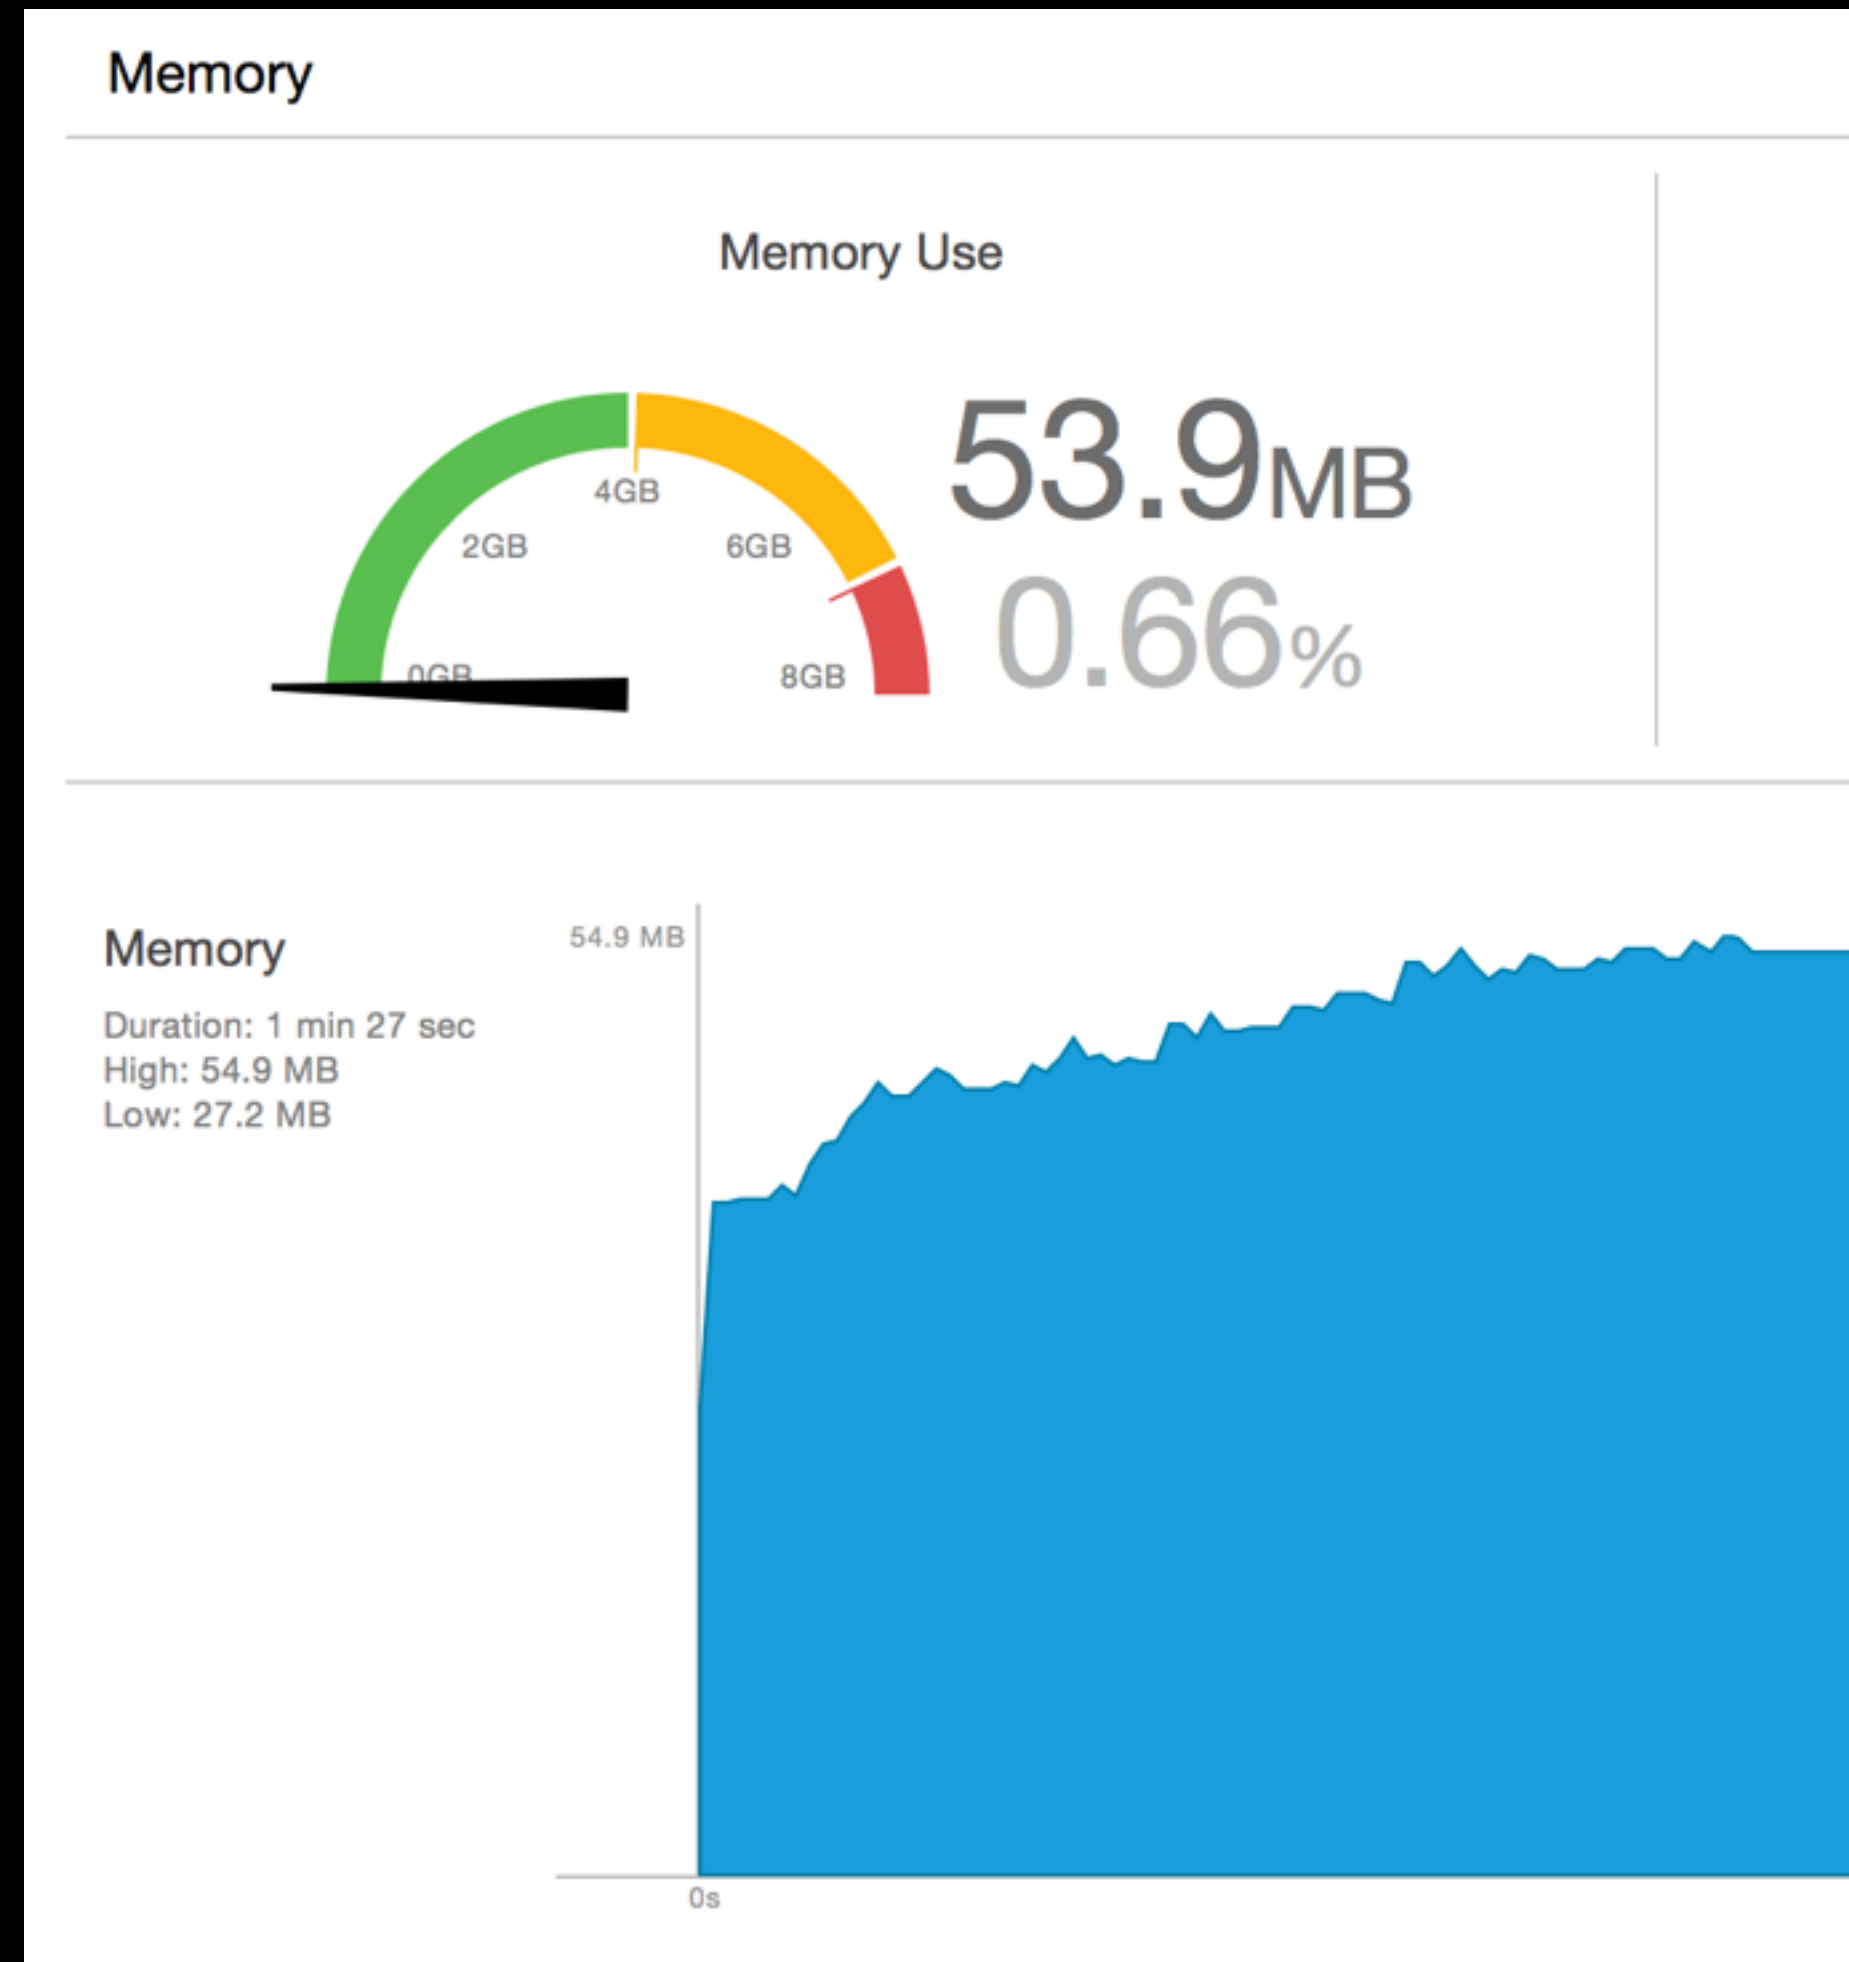 Memory
Memory Use
53.9MB
0.66%
4GB
2GB
6GB
0GB
8GB
Memory
Duration: 1 min 27 sec
High: 54.9 MB
Low: 27.2 MB
54.9 MB
0s